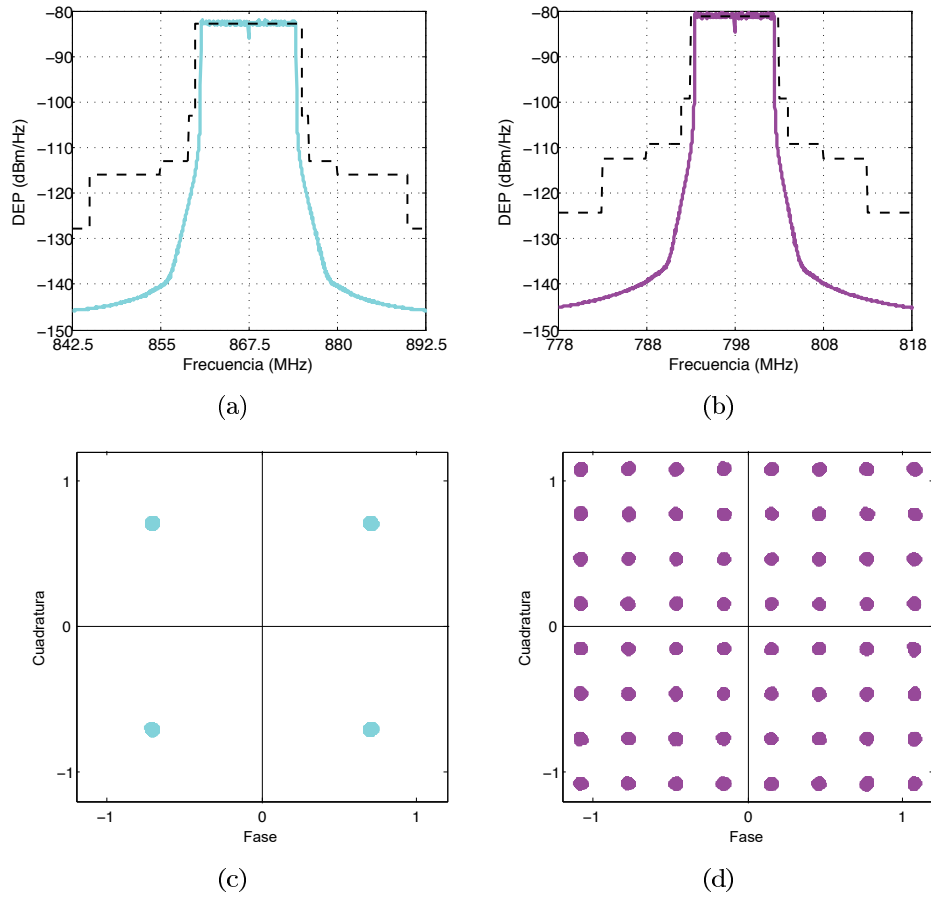 −80
−90
−100
−110
−120
−130
−140
−150
DEP (dBm/Hz)
842.5 855 867.5 880 892.5
Frecuencia (MHz)
(a)
−80
−90
−100
−110
−120
−130
−140
−150
DEP (dBm/Hz)
778 788 798 808 818
Frecuencia (MHz)
(b)
1
0
−1
Cuadratura
−1 0 1
Fase
(c)
1
0
−1
Cuadratura
−1 0 1
Fase
(d)